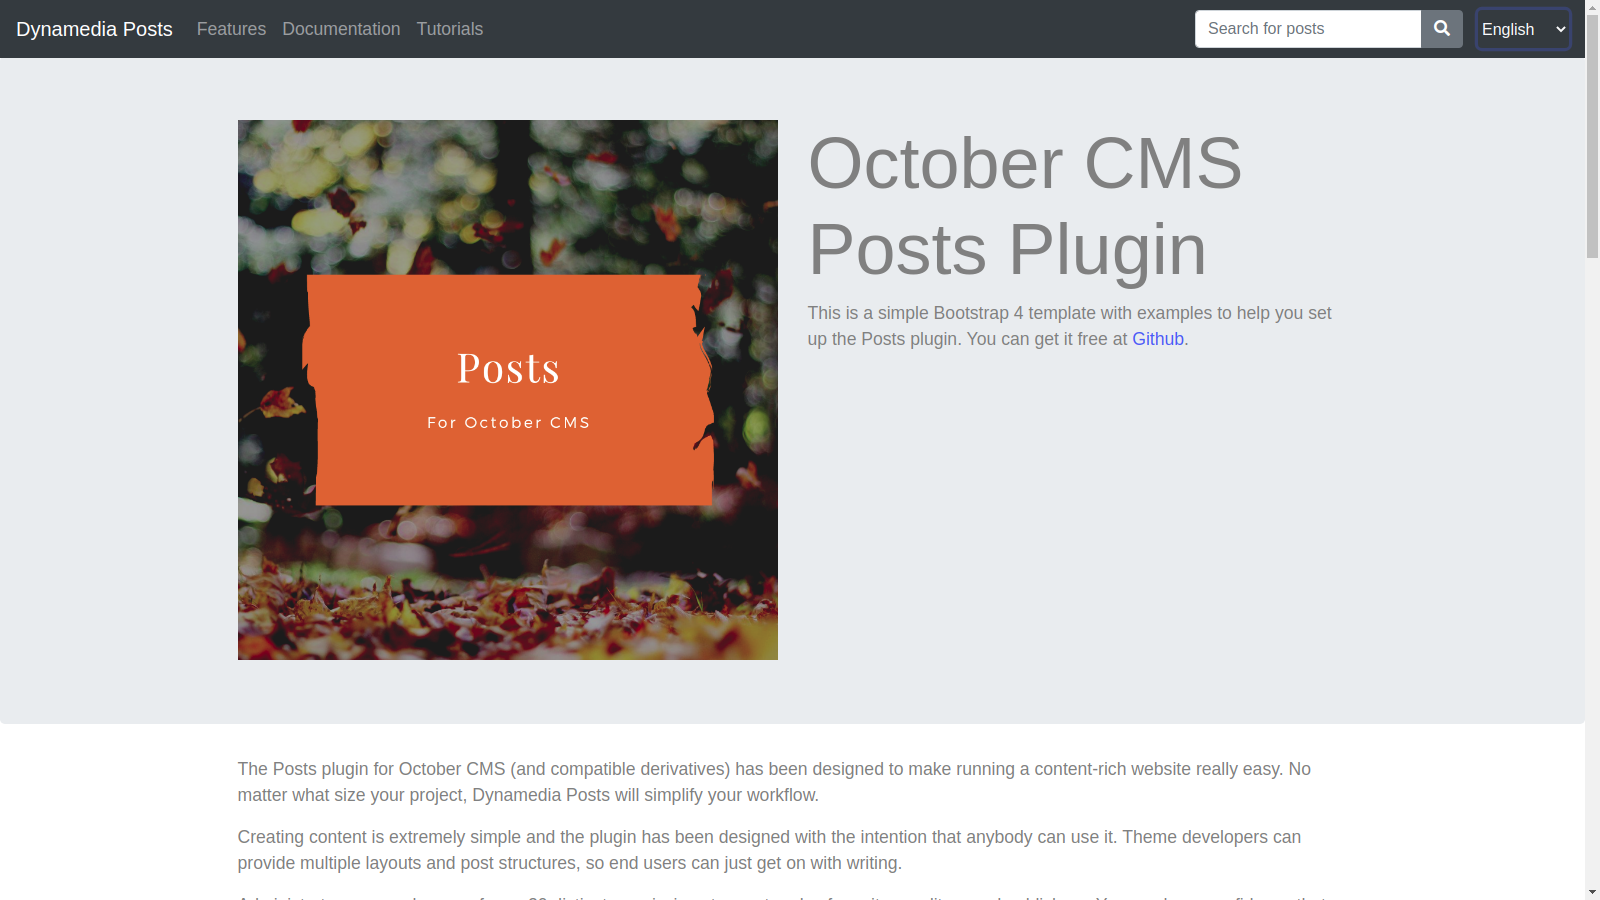 Dynamedia Posts
Features
Documentation
Tutorials
Search for posts
English
Posts
For October CMS
October CMS
Posts Plugin
This is a simple Bootstrap 4 template with examples to help you set
up the Posts plugin. You can get it free at Github.
The Posts plugin for October CMS (and compatible derivatives) has been designed to make running a content-rich website really easy. No
matter what size your project, Dynamedia Posts will simplify your workflow.
Creating content is extremely simple and the plugin has been designed with the intention that anybody can use it. Theme developers can
provide multiple layouts and post structures, so end users can just get on with writing.